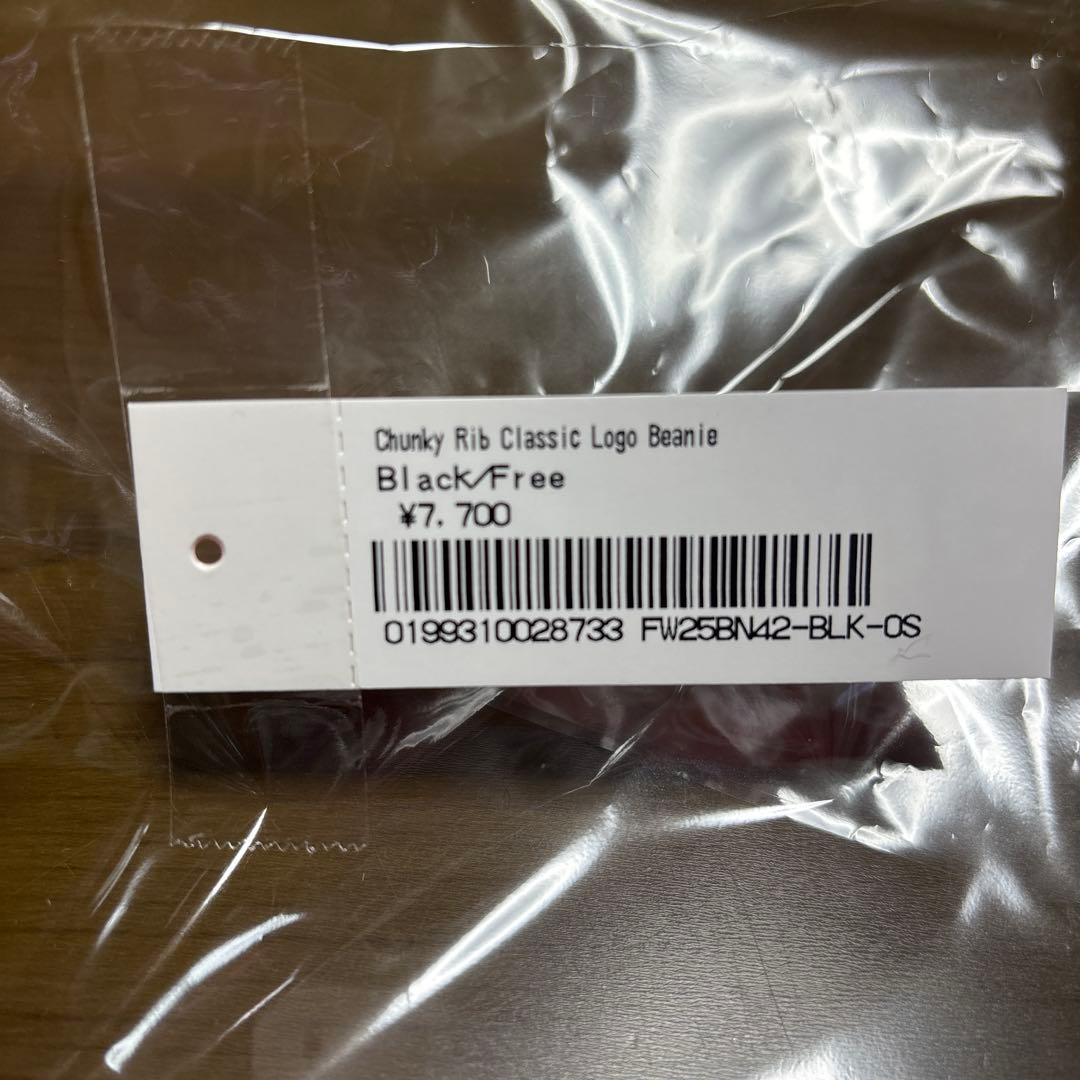 Chunky Rib Classic Logo Beanie
Black/Free
¥7,700
0199310028733 FW25BN42-BLK-OS